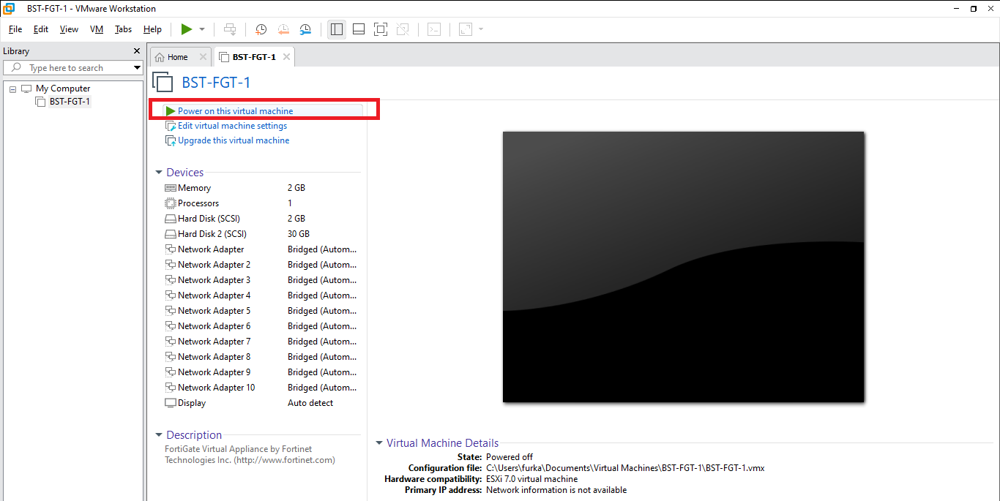 BST-FGT-1 - VMware Workstation
File Edit View VM Tabs Help
Library
Type here to search
My Computer
BST-FGT-1
Home
BST-FGT-1
BST-FGT-1
Power on this virtual machine
Edit virtual machine settings
Upgrade this virtual machine
Devices
Memory 2 GB
Processors 1
Hard Disk (SCSI) 2 GB
Hard Disk 2 (SCSI) 30 GB
Network Adapter Bridged (Autom...
Network Adapter 2 Bridged (Autom...
Network Adapter 3 Bridged (Autom...
Network Adapter 4 Bridged (Autom...
Network Adapter 5 Bridged (Autom...
Network Adapter 6 Bridged (Autom...
Network Adapter 7 Bridged (Autom...
Network Adapter 8 Bridged (Autom...
Network Adapter 9 Bridged (Autom...
Network Adapter 10 Bridged (Autom...
Display Auto detect
Description
FortiGate Virtual Appliance by Fortinet
Technologies Inc. (http://www.fortinet.com)
Virtual Machine Details
State: Powered off
Configuration file: C:\Users\furka\Documents\Virtual Machines\BST-FGT-1\BST-FGT-1.vmx
Hardware compatibility: ESXi 7.0 virtual machine
Primary IP address: Network information is not available